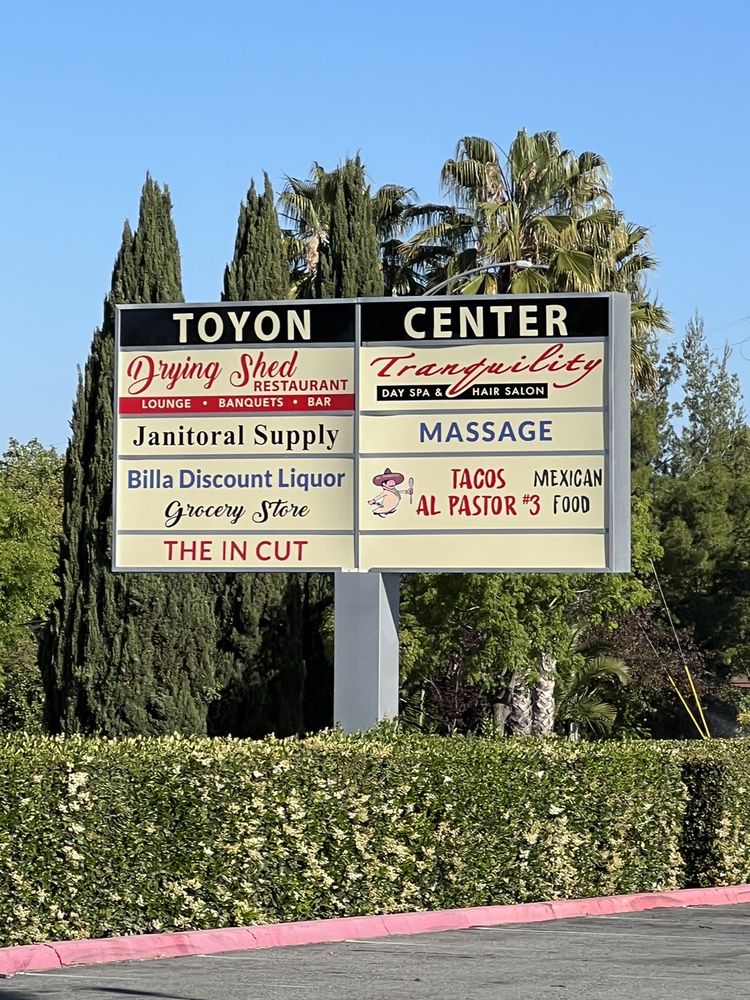 TOYON CENTER
Drying Shed
RESTAURANT
LOUNGE • BANQUETS • BAR
Janitoral Supply
Billa Discount Liquor
Grocery Store
THE IN CUT
Tranquility
DAY SPA & HAIR SALON
MASSAGE
TACOS
AL PASTOR #3
MEXICAN
FOOD